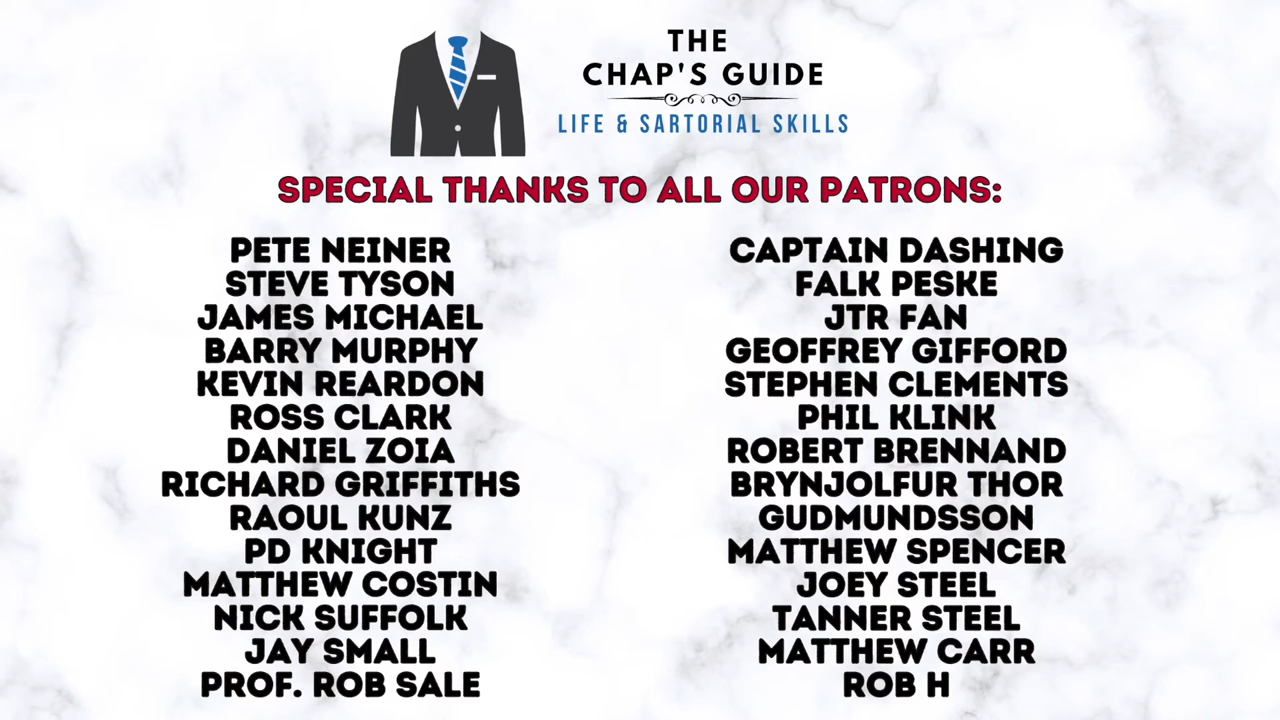 THE
CHAP'S GUIDE
LIFE & SARTORIAL SKILLS
SPECIAL THANKS TO ALL OUR PATRONS:
PETE NEINER
STEVE TYSON
JAMES MICHAEL
BARRY MURPHY
KEVIN REARDON
ROSS CLARK
DANIEL ZOIA
RICHARD GRIFFITHS
RAOUL KUNZ
PD KNIGHT
MATTHEW COSTIN
NICK SUFFOLK
JAY SMALL
PROF. ROB SALE
CAPTAIN DASHING
FALK PESKE
JTR FAN
GEOFFREY GIFFORD
STEPHEN CLEMENTS
PHIL KLINK
ROBERT BRENNAND
BRYNJOLFUR THOR
GUDMUNDSSON
MATTHEW SPENCER
JOEY STEEL
TANNER STEEL
MATTHEW CARR
ROB H